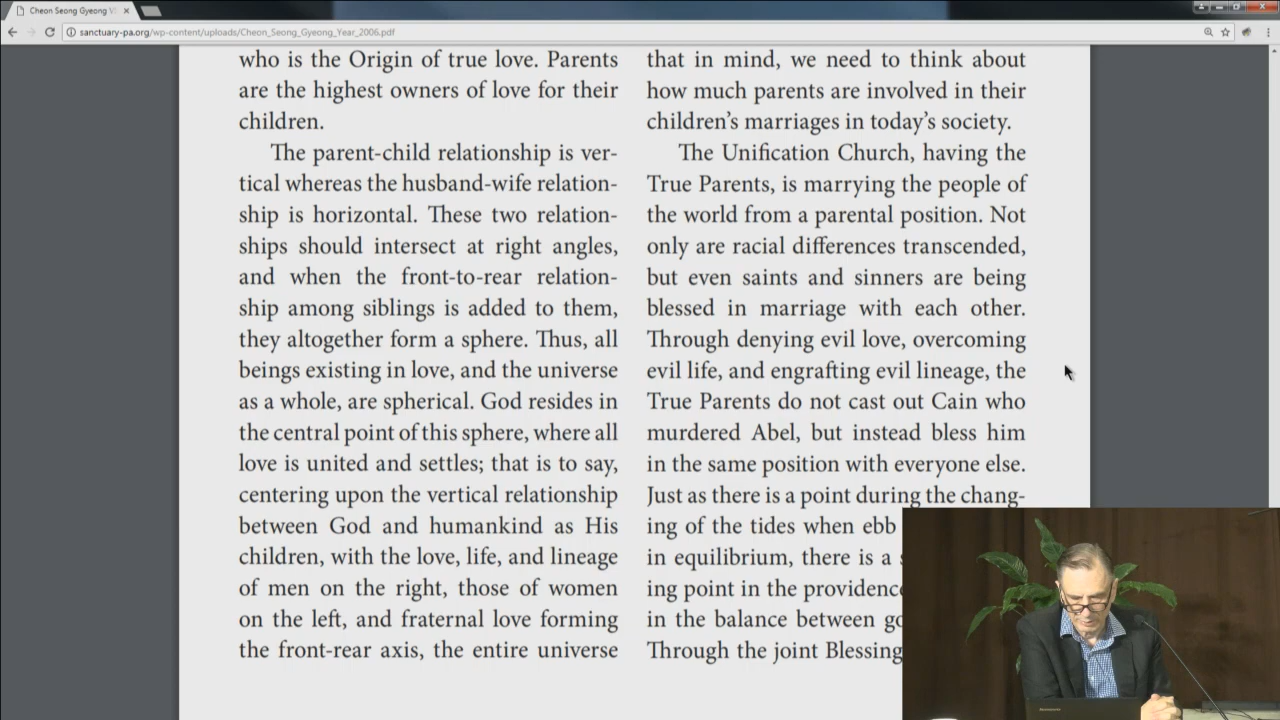 Cheon Seong Gyeong
sanctuary-pa.org/wp-content/uploads/Cheon_Seong_Gyeong_Year_2006.pdf
who is the Origin of true love. Parents
are the highest owners of love for their
children.
The parent-child relationship is ver-
tical whereas the husband-wife relation-
ship is horizontal. These two relation-
ships should intersect at right angles,
and when the front-to-rear relation-
ship among siblings is added to them,
they altogether form a sphere. Thus, all
beings existing in love, and the universe
as a whole, are spherical. God resides in
the central point of this sphere, where all
love is united and settles; that is to say,
centering upon the vertical relationship
between God and humankind as His
children, with the love, life, and lineage
of men on the right, those of women
on the left, and fraternal love forming
the front-rear axis, the entire universe
that in mind, we need to think about
how much parents are involved in their
children's marriages in today's society.
The Unification Church, having the
True Parents, is marrying the people of
the world from a parental position. Not
only are racial differences transcended,
but even saints and sinners are being
blessed in marriage with each other.
Through denying evil love, overcoming
evil life, and engrafting evil lineage, the
True Parents do not cast out Cain who
murdered Abel, but instead bless him
in the same position with everyone else.
Just as there is a point during the chang-
ing of the tides when ebb
in equilibrium, there is a
ing point in the providence
in the balance between
Through the joint Blessing